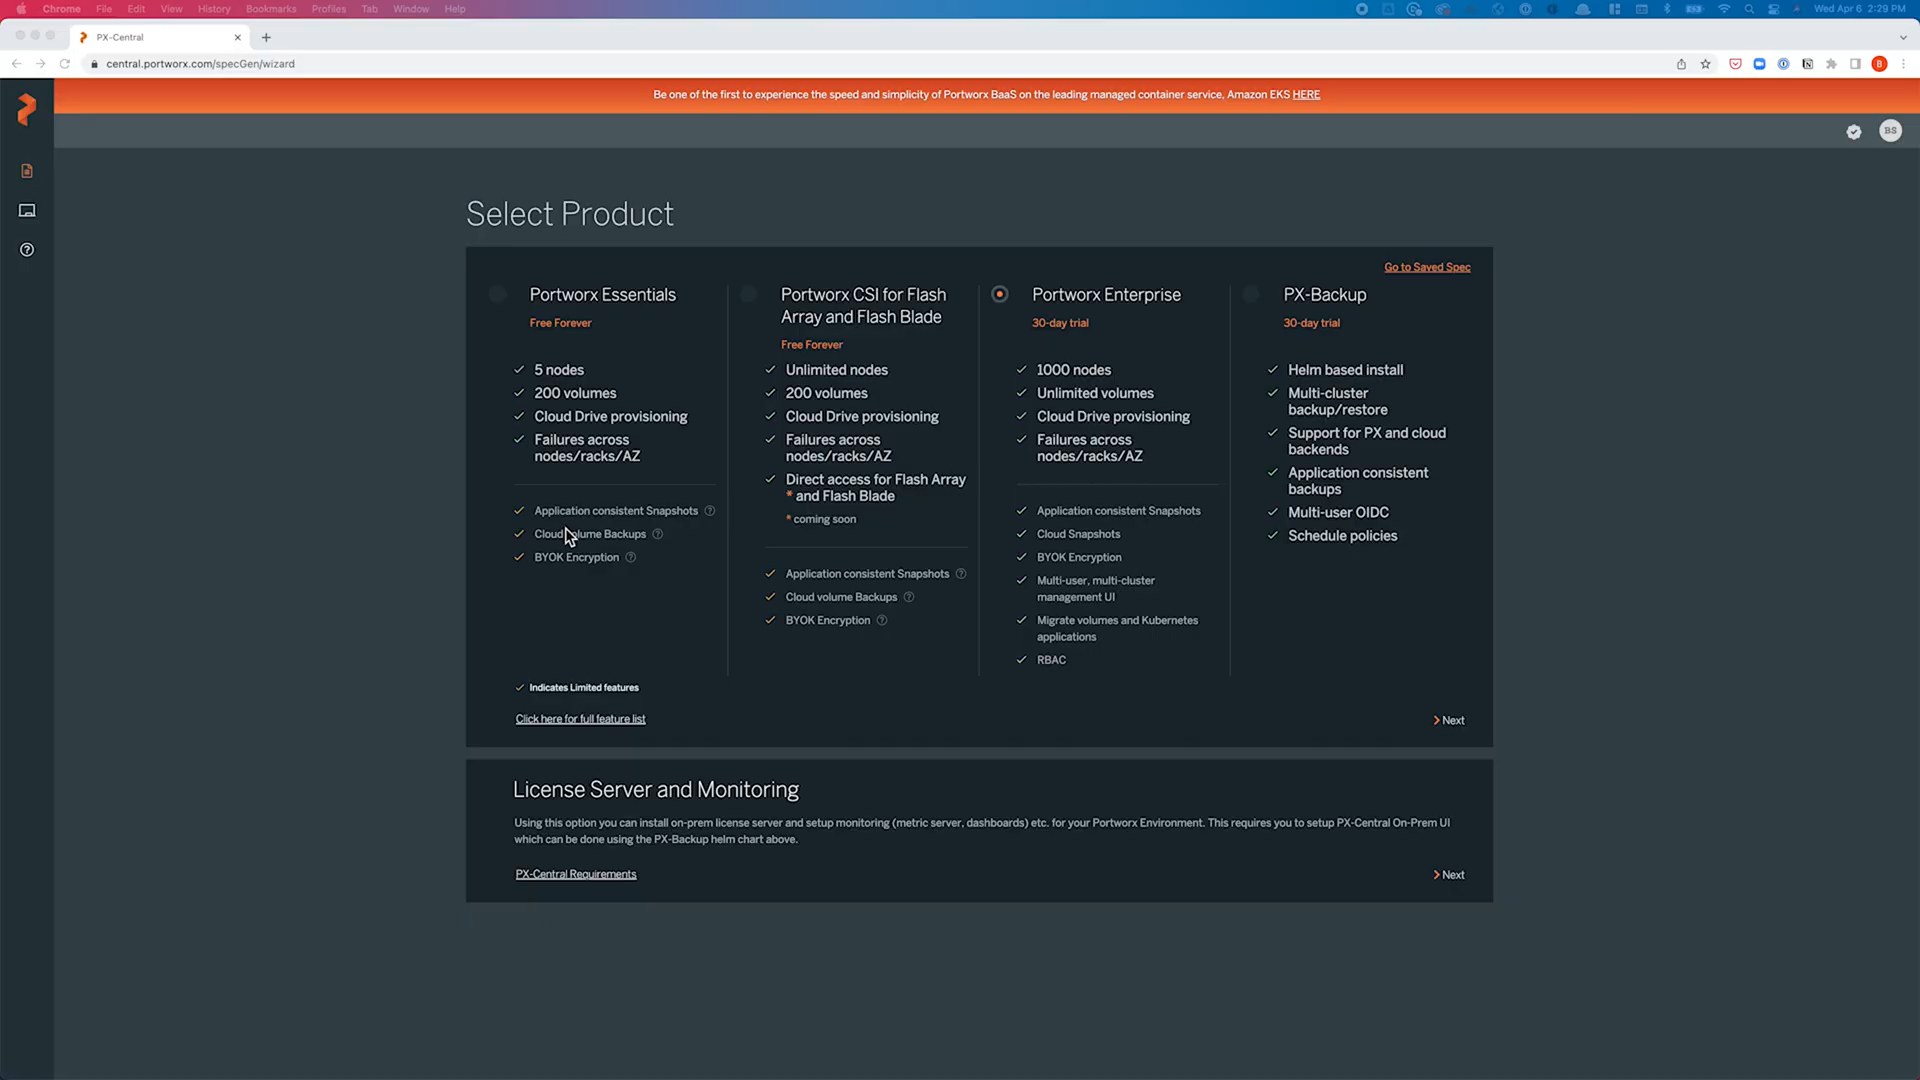 Chrome File Edit View History Bookmarks Profiles Tab Window Help
Wed Apr 6 2:29 PM
PX-Central
central.portworx.com/specGen/wizard
B
Be one of the first to experience the speed and simplicity of Portworx BaaS on the leading managed container service, Amazon EKS HERE
BS
Select Product
Go to Saved Spec
Portworx Essentials
Free Forever
5 nodes
200 volumes
Cloud Drive provisioning
Failures across
nodes/racks/AZ
Application consistent Snapshots
Cloud volume Backups
BYOK Encryption
Portworx CSI for Flash
Array and Flash Blade
Free Forever
Unlimited nodes
200 volumes
Cloud Drive provisioning
Failures across
nodes/racks/AZ
Direct access for Flash Array
* and Flash Blade
* coming soon
Application consistent Snapshots
Cloud volume Backups
BYOK Encryption
Portworx Enterprise
30-day trial
1000 nodes
Unlimited volumes
Cloud Drive provisioning
Failures across
nodes/racks/AZ
Application consistent Snapshots
Cloud Snapshots
BYOK Encryption
Multi-user, multi-cluster
management UI
Migrate volumes and Kubernetes
applications
RBAC
PX-Backup
30-day trial
Helm based install
Multi-cluster
backup/restore
Support for PX and cloud
backends
Application consistent
backups
Multi-user OIDC
Schedule policies
Indicates Limited features
Click here for full feature list
Next
License Server and Monitoring
Using this option you can install on-prem license server and setup monitoring (metric server, dashboards) etc. for your Portworx Environment. This requires you to setup PX-Central On-Prem UI
which can be done using the PX-Backup helm chart above.
PX-Central Requirements
Next